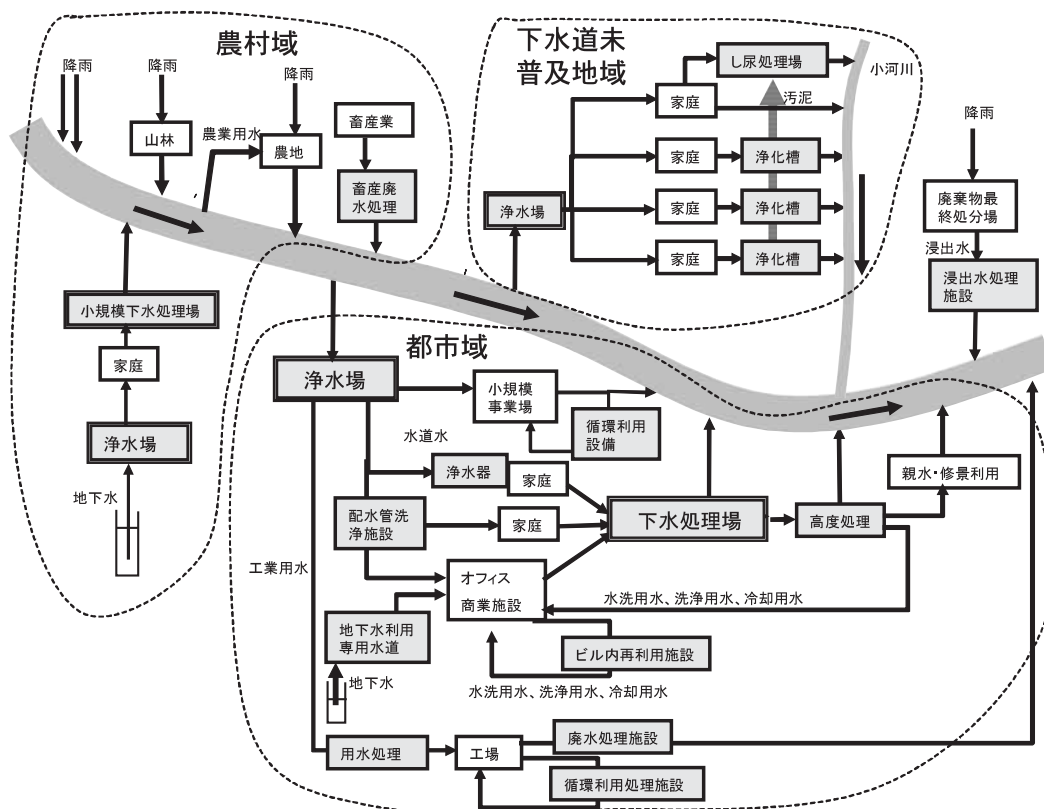 農村域
降雨
降雨
山林
農業用水
降雨
農地
畜産業
畜産廃
水処理
小規模下水処理場
家庭
浄水場
地下水
下水道未
普及地域
し尿処理場
小河川
家庭
汚泥
家庭
浄化槽
浄水場
家庭
浄化槽
家庭
浄化槽
降雨
廃棄物最
終処分場
浸出水
浸出水処理
施設
都市域
浄水場
小規模
事業場
循環利用
設備
水道水
浄水器
家庭
配水管洗
浄施設
家庭
下水処理場
高度処理
親水・修景利用
工業用水
オフィス
商業施設
水洗用水、洗浄用水、冷却用水
地下水利用
専用水道
地下水
ビル内再利用施設
水洗用水、洗浄用水、冷却用水
用水処理
工場
廃水処理施設
循環利用処理施設